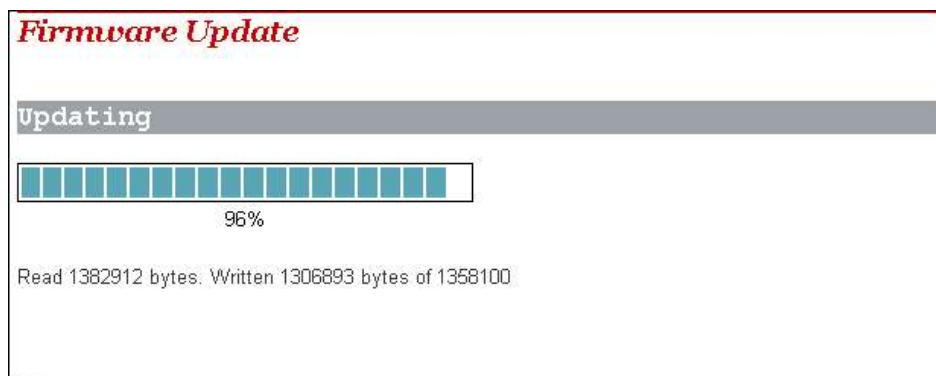 Firmware Update
Updating
96%
Read 1382912 bytes. Written 1306893 bytes of 1358100